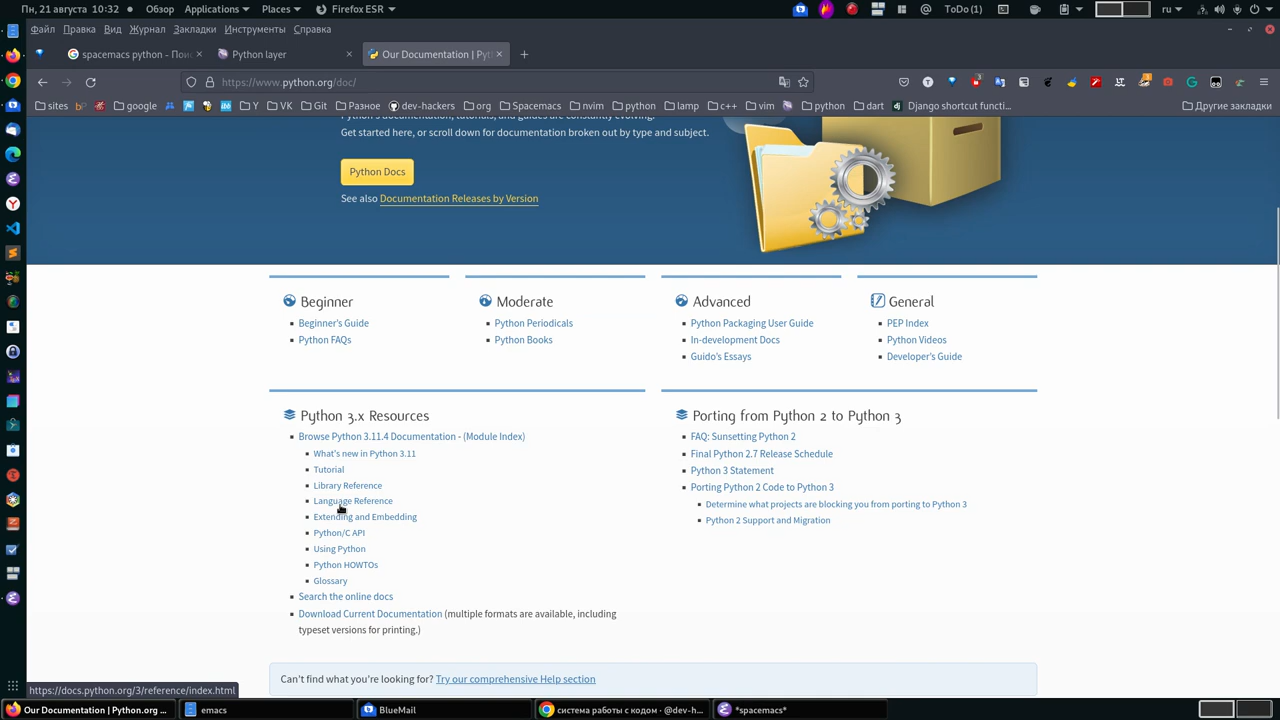 Пн, 21 августа 10:32 Обзор Applications Places Firefox ESR ToDo(1) ru
Файл Правка Вид Журнал Закладки Инструменты Справка
spacemacs python - Пои Python layer Our Documentation | Pyt
https://www.python.org/doc/
sites bP google Y VK Git Разное dev-hackers org Spacemacs nvim python lamp c++ vim python dart Django shortcut functi... Другие закладки
Python's documentation, tutorials, and guides are constantly evolving.
Get started here, or scroll down for documentation broken out by type and subject.
Python Docs
See also Documentation Releases by Version
Beginner
Beginner's Guide
Python FAQs
Moderate
Python Periodicals
Python Books
Advanced
Python Packaging User Guide
In-development Docs
Guido's Essays
General
PEP Index
Python Videos
Developer's Guide
Python 3.x Resources
Browse Python 3.11.4 Documentation - (Module Index)
What's new in Python 3.11
Tutorial
Library Reference
Language Reference
Extending and Embedding
Python/C API
Using Python
Python HOWTOs
Glossary
Search the online docs
Download Current Documentation (multiple formats are available, including
typeset versions for printing.)
Porting from Python 2 to Python 3
FAQ: Sunsetting Python 2
Final Python 2.7 Release Schedule
Python 3 Statement
Porting Python 2 Code to Python 3
Determine what projects are blocking you from porting to Python 3
Python 2 Support and Migration
Can't find what you're looking for? Try our comprehensive Help section
https://docs.python.org/3/reference/index.html
Our Documentation | Python.org ... emacs BlueMail система работы с кодом · @dev-h... *spacemacs*